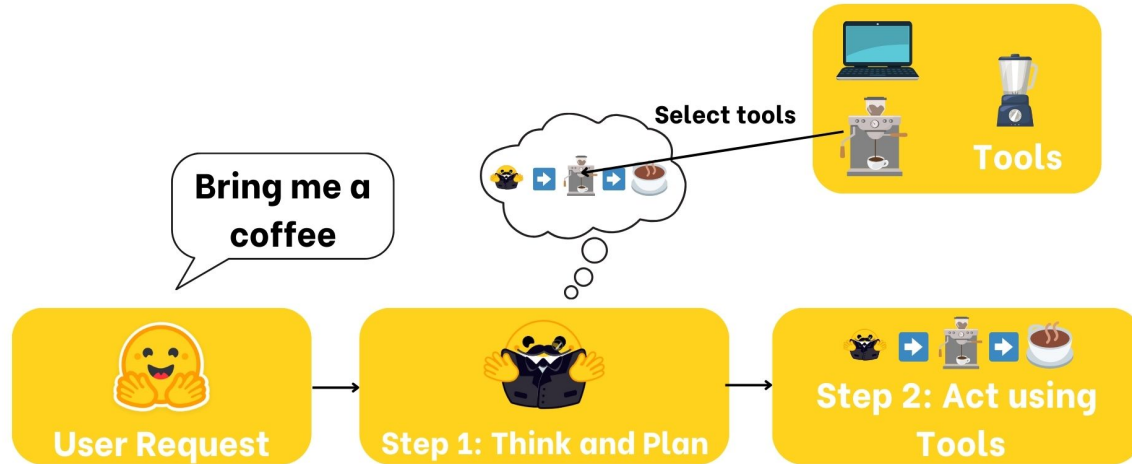 Select tools
Tools
Bring me a
coffee
User Request
Step 1: Think and Plan
Step 2: Act using
Tools